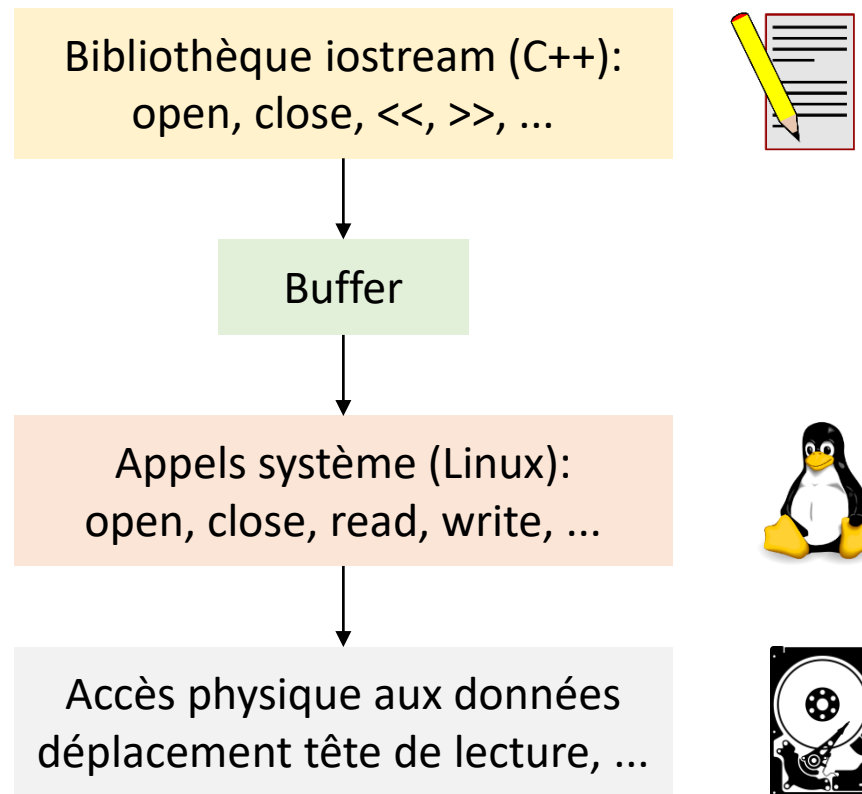 Bibliothèque iostream (C++):
open, close, <<, >>, ...
Buffer
Appels système (Linux):
open, close, read, write, ...
Accès physique aux données
déplacement tête de lecture, ...